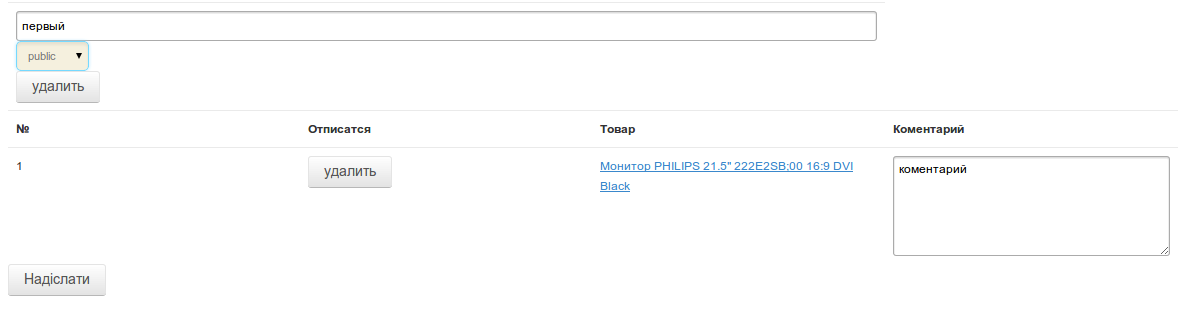 первый
public
удалить
№ Отписатся Товар Коментарий
1 удалить Монитор PHILIPS 21.5" 222E2SB;00 16:9 DVI коментарий
Black
Надіслати